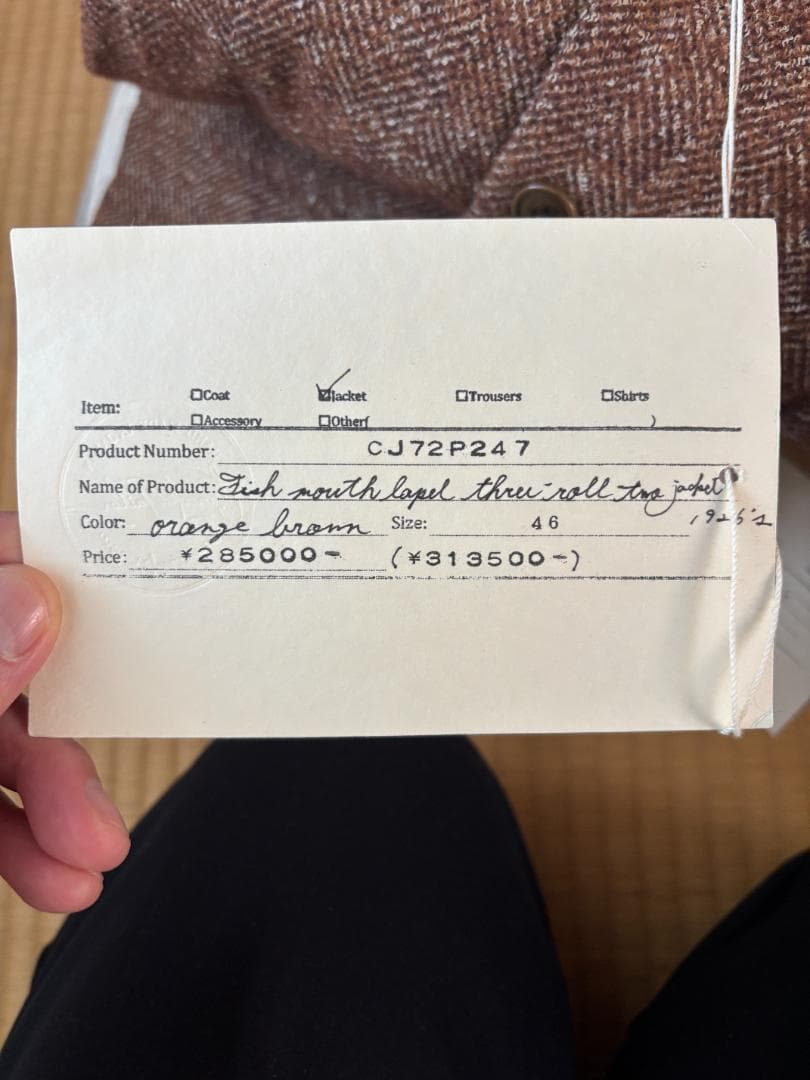 Item: □Coat ☑Jacket □Trousers □Shirts
□Accessory □Other( )
Product Number: CJ72P247
Name of Product: Fish mouth lapel three-roll two jacket
1925's
Color: orange brown Size: 46
Price: ¥285000- (¥313500-)